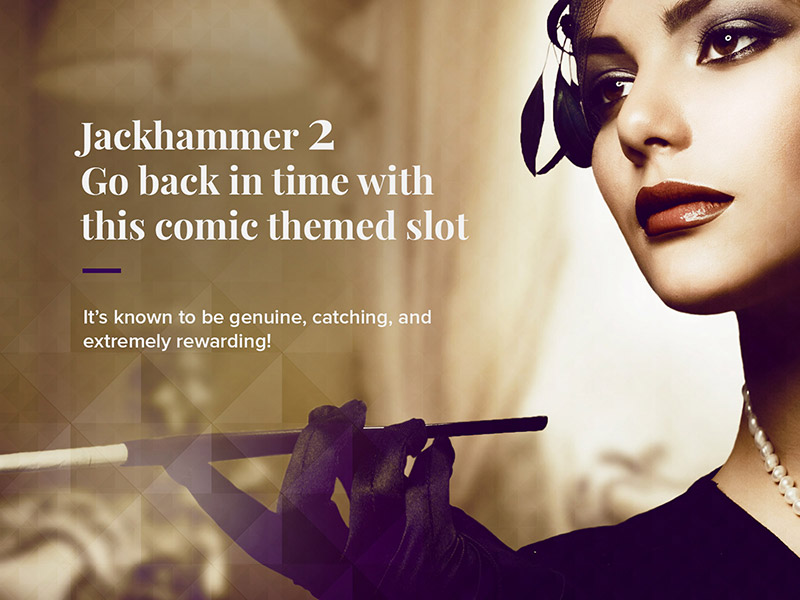 Jackhammer 2
Go back in time with
this comic themed slot
It’s known to be genuine, catching, and
extremely rewarding!